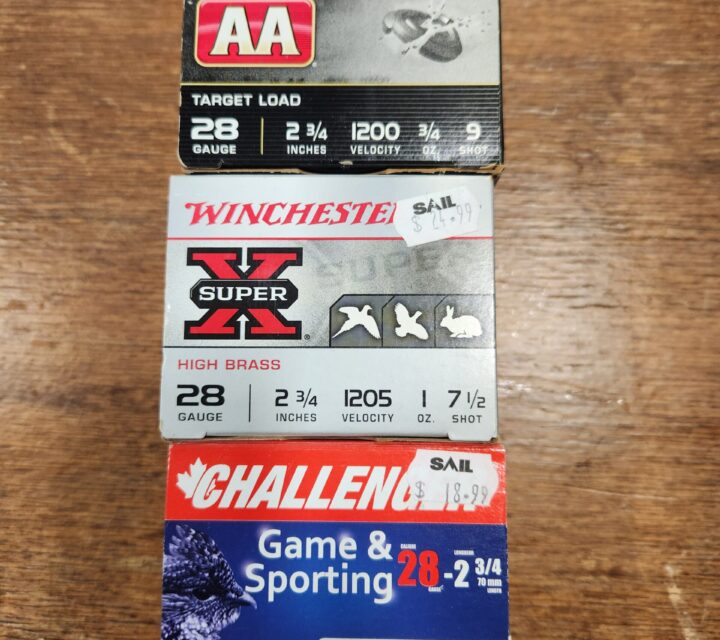 AA
TARGET LOAD
28 2 3/4 1200 3/4 9
GAUGE INCHES VELOCITY OZ. SHOT
WINCHESTER
SAIL
X
SUPER
HIGH BRASS
28 2 3/4 1205 1 7 1/2
GAUGE INCHES VELOCITY OZ. SHOT
SAIL
CHALLENGER
$ 18.99
Game &
Sporting
28-2 3/4
70 mm
LENGTH